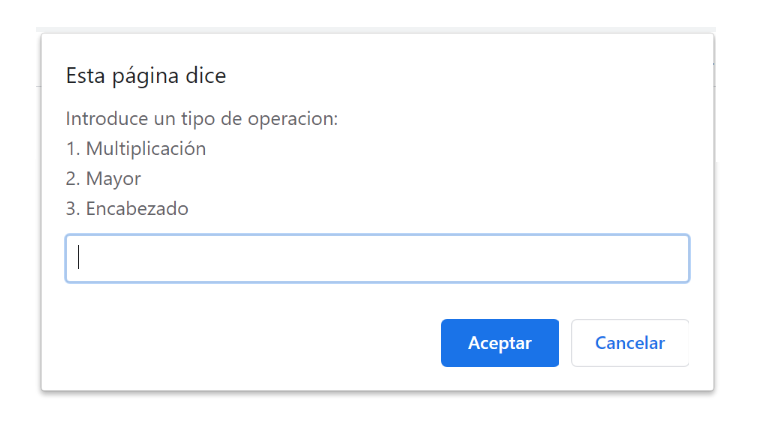 Esta página dice
Introduce un tipo de operacion:
1. Multiplicación
2. Mayor
3. Encabezado
Aceptar
Cancelar